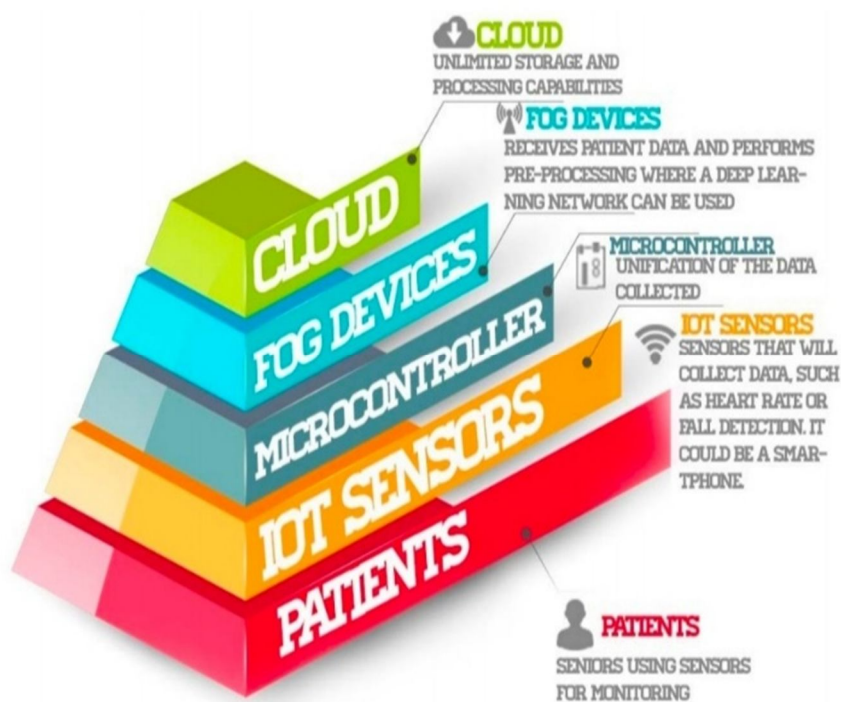 CLOUD
UNLIMITED STORAGE AND
PROCESSING CAPABILITIES
FOG DEVICES
RECEIVES PATIENT DATA AND PERFORMS
PRE-PROCESSING WHERE A DEEP LEAR-
NING NETWORK CAN BE USED
MICROCONTROLLER
UNIFICATION OF THE DATA
COLLECTED
IOT SENSORS
SENSORS THAT WILL
COLLECT DATA, SUCH
AS HEART RATE OR
FALL DETECTION. IT
COULD BE A SMAR-
TPHONE.
CLOUD
FOG DEVICES
MICROCONTROLLER
IOT SENSORS
PATIENTS
PATIENTS
SENIORS USING SENSORS
FOR MONITORING